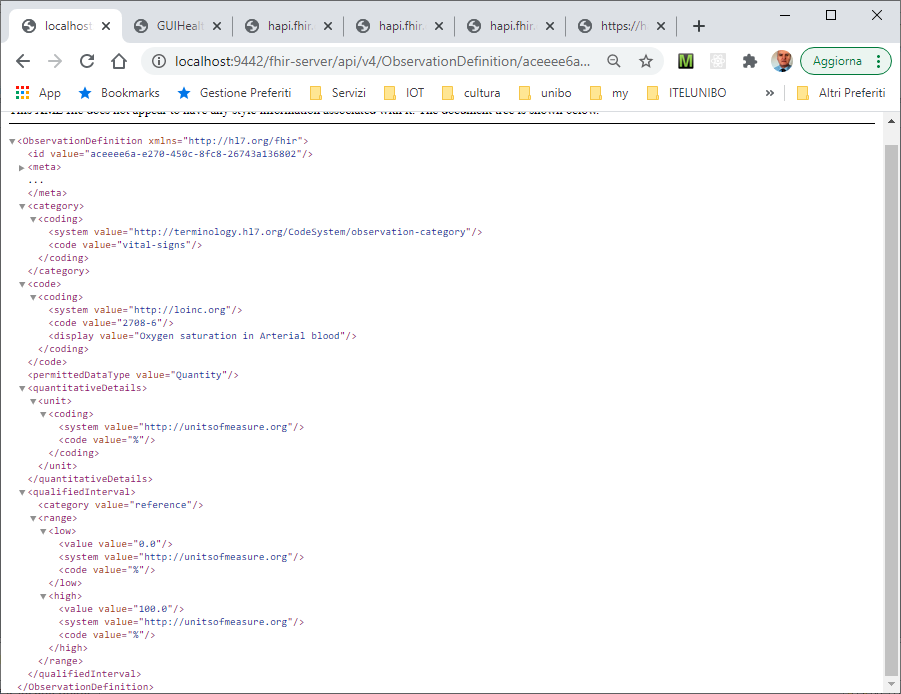 localhost
GUIHeal
hapi.fhir.
hapi.fhir.
hapi.fhir.
https://h
localhost:9442/fhir-server/api/v4/ObservationDefinition/aceeee6a...
Aggiorna
App
Bookmarks
Gestione Preferiti
Servizi
IOT
cultura
unibo
my
ITELUNIBO
»
Altri Preferiti
This XML file does not appear to have any style information associated with it. The document tree is shown below.
<ObservationDefinition xmlns="http://hl7.org/fhir">
<id value="aceeee6a-e270-450c-8fc8-26743a136802"/>
<meta>
...
</meta>
<category>
<coding>
<system value="http://terminology.hl7.org/CodeSystem/observation-category"/>
<code value="vital-signs"/>
</coding>
</category>
<code>
<coding>
<system value="http://loinc.org"/>
<code value="2708-6"/>
<display value="Oxygen saturation in Arterial blood"/>
</coding>
</code>
<permittedDataType value="Quantity"/>
<quantitativeDetails>
<unit>
<coding>
<system value="http://unitsofmeasure.org"/>
<code value="%"/>
</coding>
</unit>
</quantitativeDetails>
<qualifiedInterval>
<category value="reference"/>
<range>
<low>
<value value="0.0"/>
<system value="http://unitsofmeasure.org"/>
<code value="%"/>
</low>
<high>
<value value="100.0"/>
<system value="http://unitsofmeasure.org"/>
<code value="%"/>
</high>
</range>
</qualifiedInterval>
</ObservationDefinition>